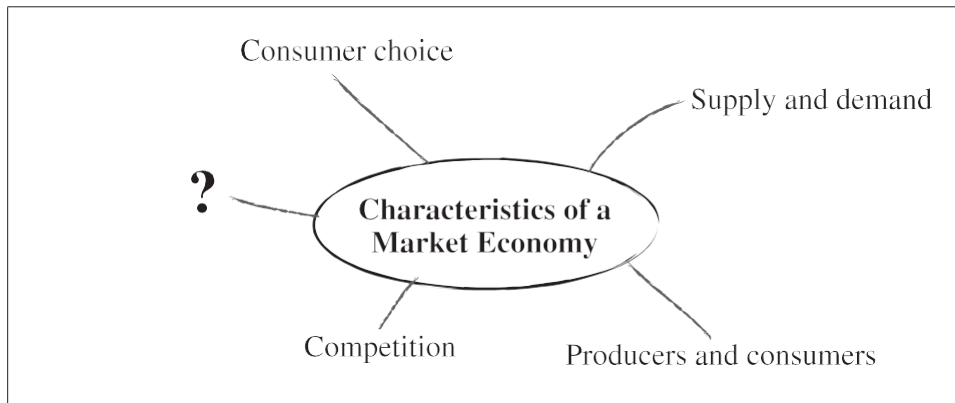 Consumer choice
Supply and demand
?
Characteristics of a
Market Economy
Competition
Producers and consumers